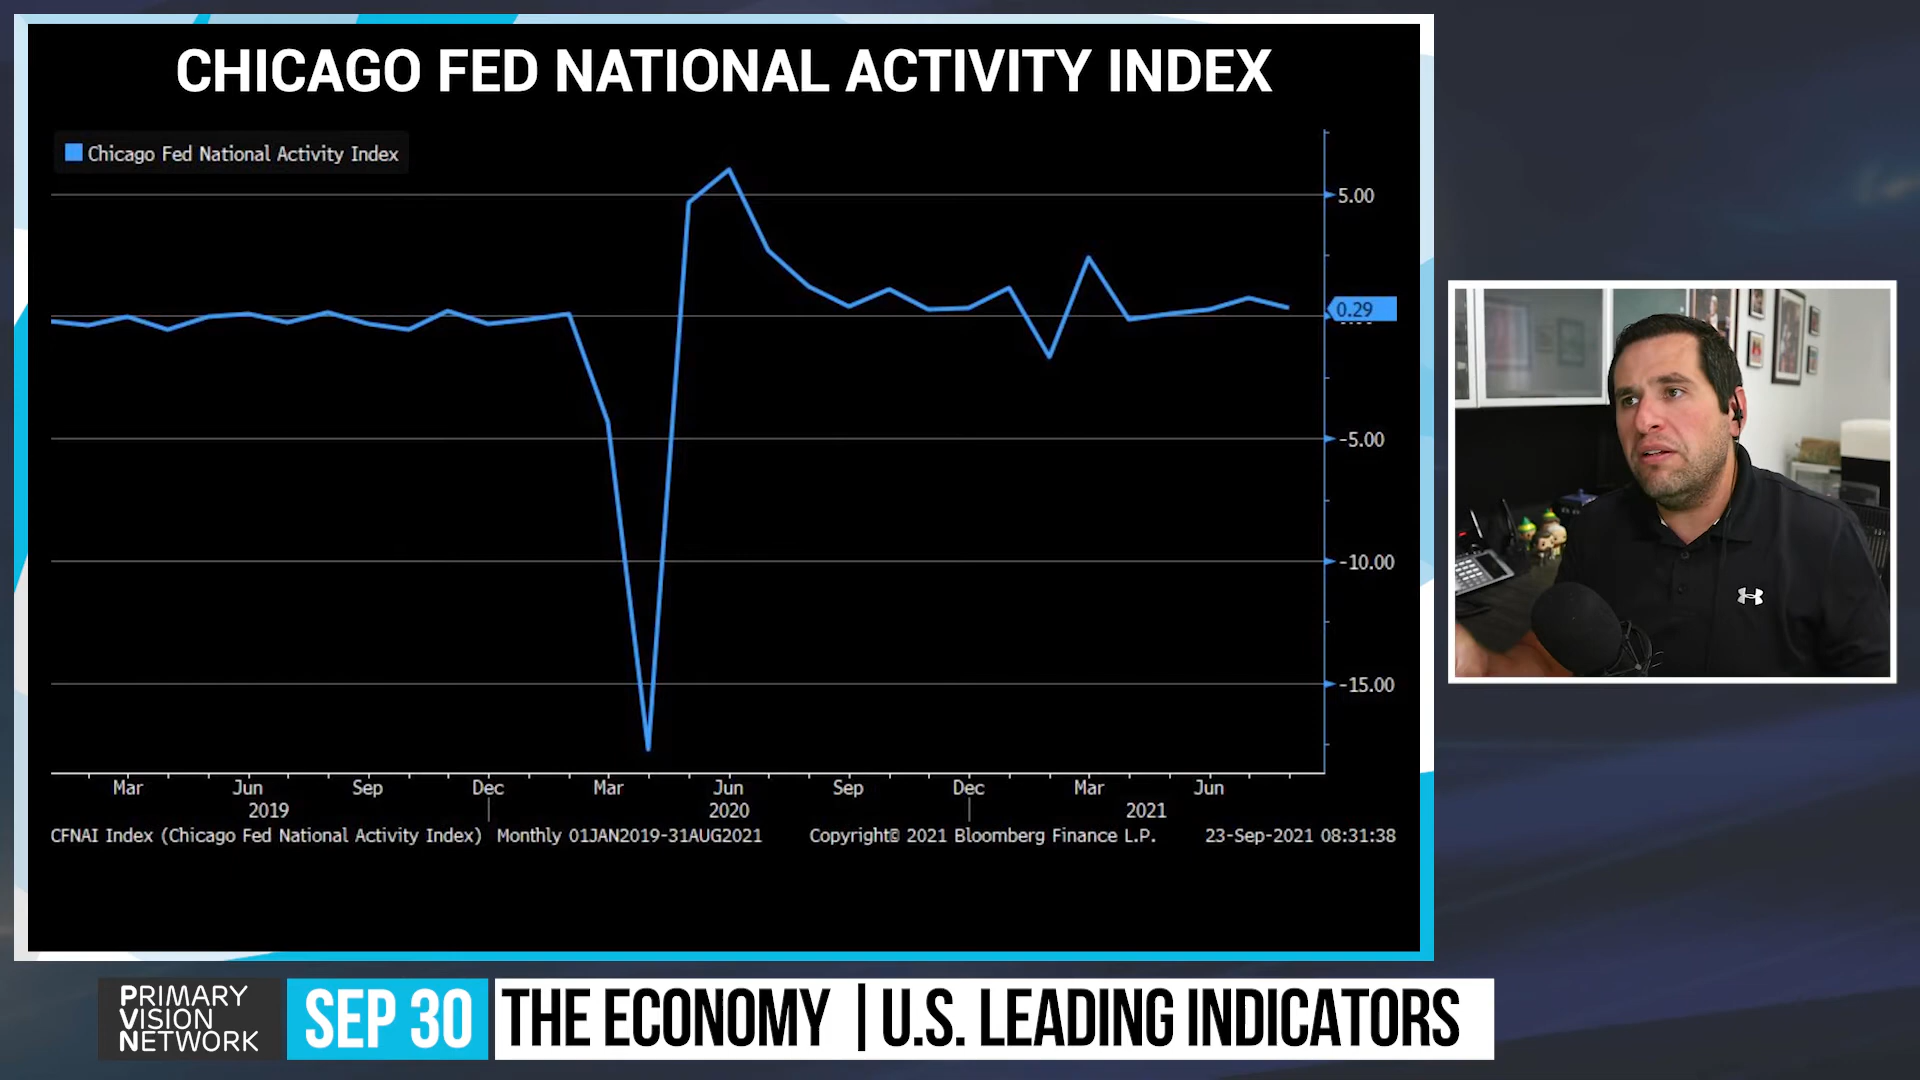 CHICAGO FED NATIONAL ACTIVITY INDEX
Chicago Fed National Activity Index
5.00
0.29
-5.00
-10.00
-15.00
Mar Jun Sep Dec Mar Jun Sep Dec Mar Jun
2019 2020 2021
CFNAI Index (Chicago Fed National Activity Index) Monthly 01JAN2019-31AUG2021 Copyright© 2021 Bloomberg Finance L.P. 23-Sep-2021 08:31:38
PRIMARY
VISION
NETWORK
SEP 30
THE ECONOMY | U.S. LEADING INDICATORS